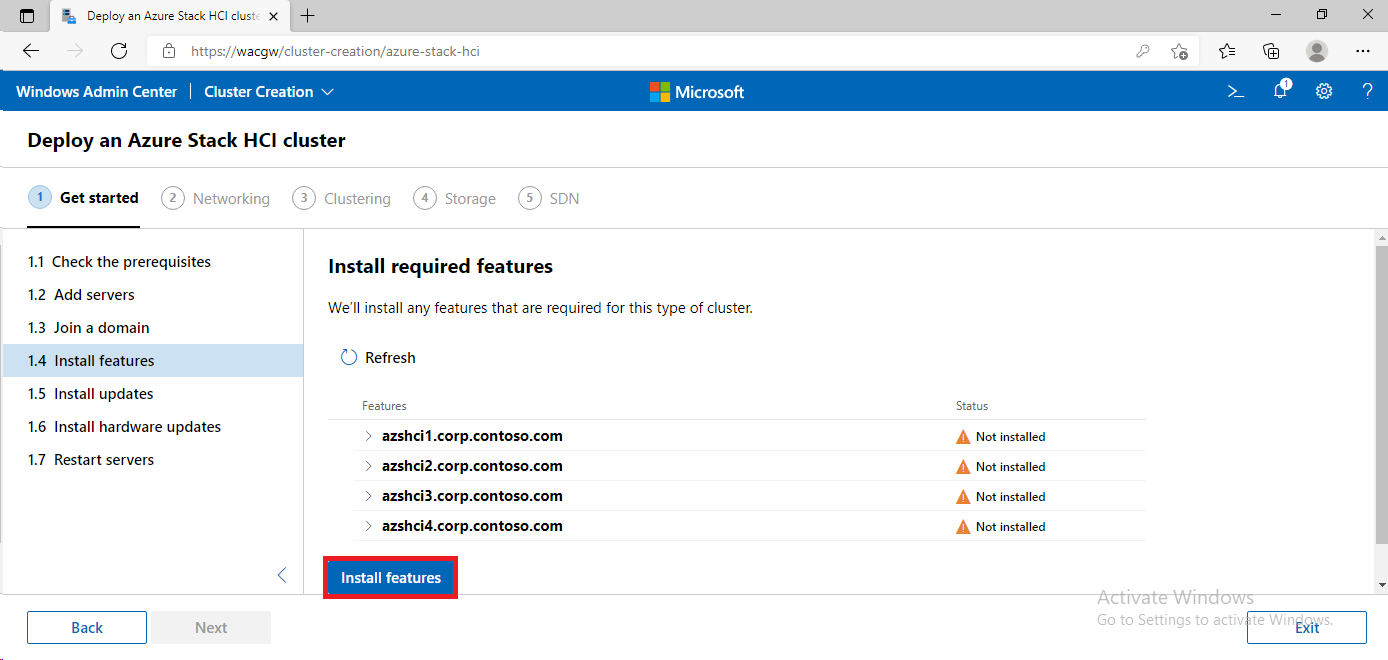 Deploy an Azure Stack HCI cluste
https://wacgw/cluster-creation/azure-stack-hci
Windows Admin Center | Cluster Creation
Microsoft
1
?
Deploy an Azure Stack HCI cluster
1 Get started
2 Networking
3 Clustering
4 Storage
5 SDN
1.1 Check the prerequisites
1.2 Add servers
1.3 Join a domain
1.4 Install features
1.5 Install updates
1.6 Install hardware updates
1.7 Restart servers
Install required features
We'll install any features that are required for this type of cluster.
Refresh
Features Status
azshci1.corp.contoso.com Not installed
azshci2.corp.contoso.com Not installed
azshci3.corp.contoso.com Not installed
azshci4.corp.contoso.com Not installed
Install features
Activate Windows
Go to Settings to activate Windows.
Back
Next
Exit